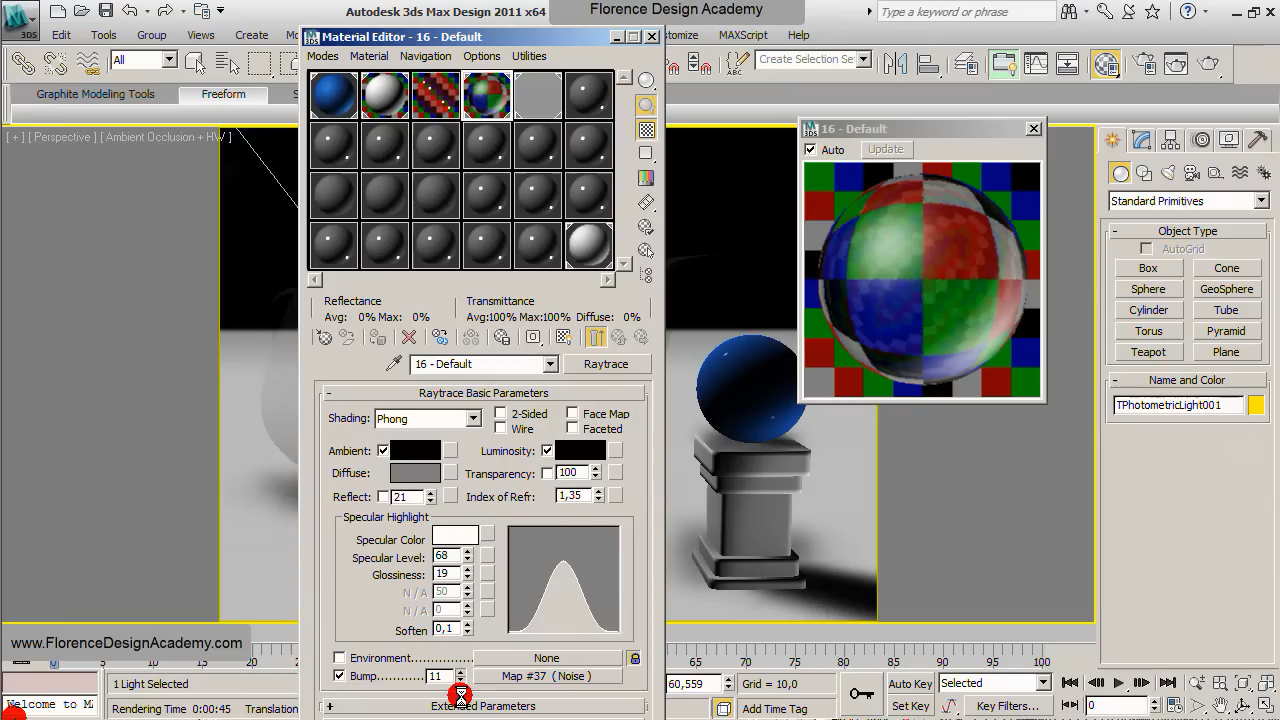 Autodesk 3ds Max Design 2011 x64
Florence Design Academy
Type a keyword or phrase
3DS
Edit
Tools
Group
Views
Create
Customize
MAXScript
Help
Material Editor - 16 - Default
Modes
Material
Navigation
Options
Utilities
All
Create Selection Set
Graphite Modeling Tools
Freeform
[ + ] [ Perspective ] [ Ambient Occlusion + HW ]
16 - Default
Auto
Update
Standard Primitives
Object Type
AutoGrid
Box
Cone
Sphere
GeoSphere
Cylinder
Tube
Torus
Pyramid
Teapot
Plane
Name and Color
TPhotometricLight001
Reflectance
Avg: 0% Max: 0%
Transmittance
Avg:100% Max:100% Diffuse: 0%
16 - Default
Raytrace
Raytrace Basic Parameters
Shading: Phong
2-Sided
Face Map
Wire
Faceted
Ambient:
Luminosity:
Diffuse:
Transparency: 100
Reflect: 21
Index of Refr: 1,35
Specular Highlight
Specular Color
Specular Level: 68
Glossiness: 19
N / A 50
N / A 0
Soften 0,1
Environment.................. None
Bump........... 11 Map #37 ( Noise )
Extended Parameters
www.FlorenceDesignAcademy.com
65 70 75 80 85 90 95 100
1 Light Selected
Welcome to MA
Rendering Time 0:00:45
60,559
Grid = 10,0
Add Time Tag
Auto Key
Selected
Set Key
Key Filters...
0